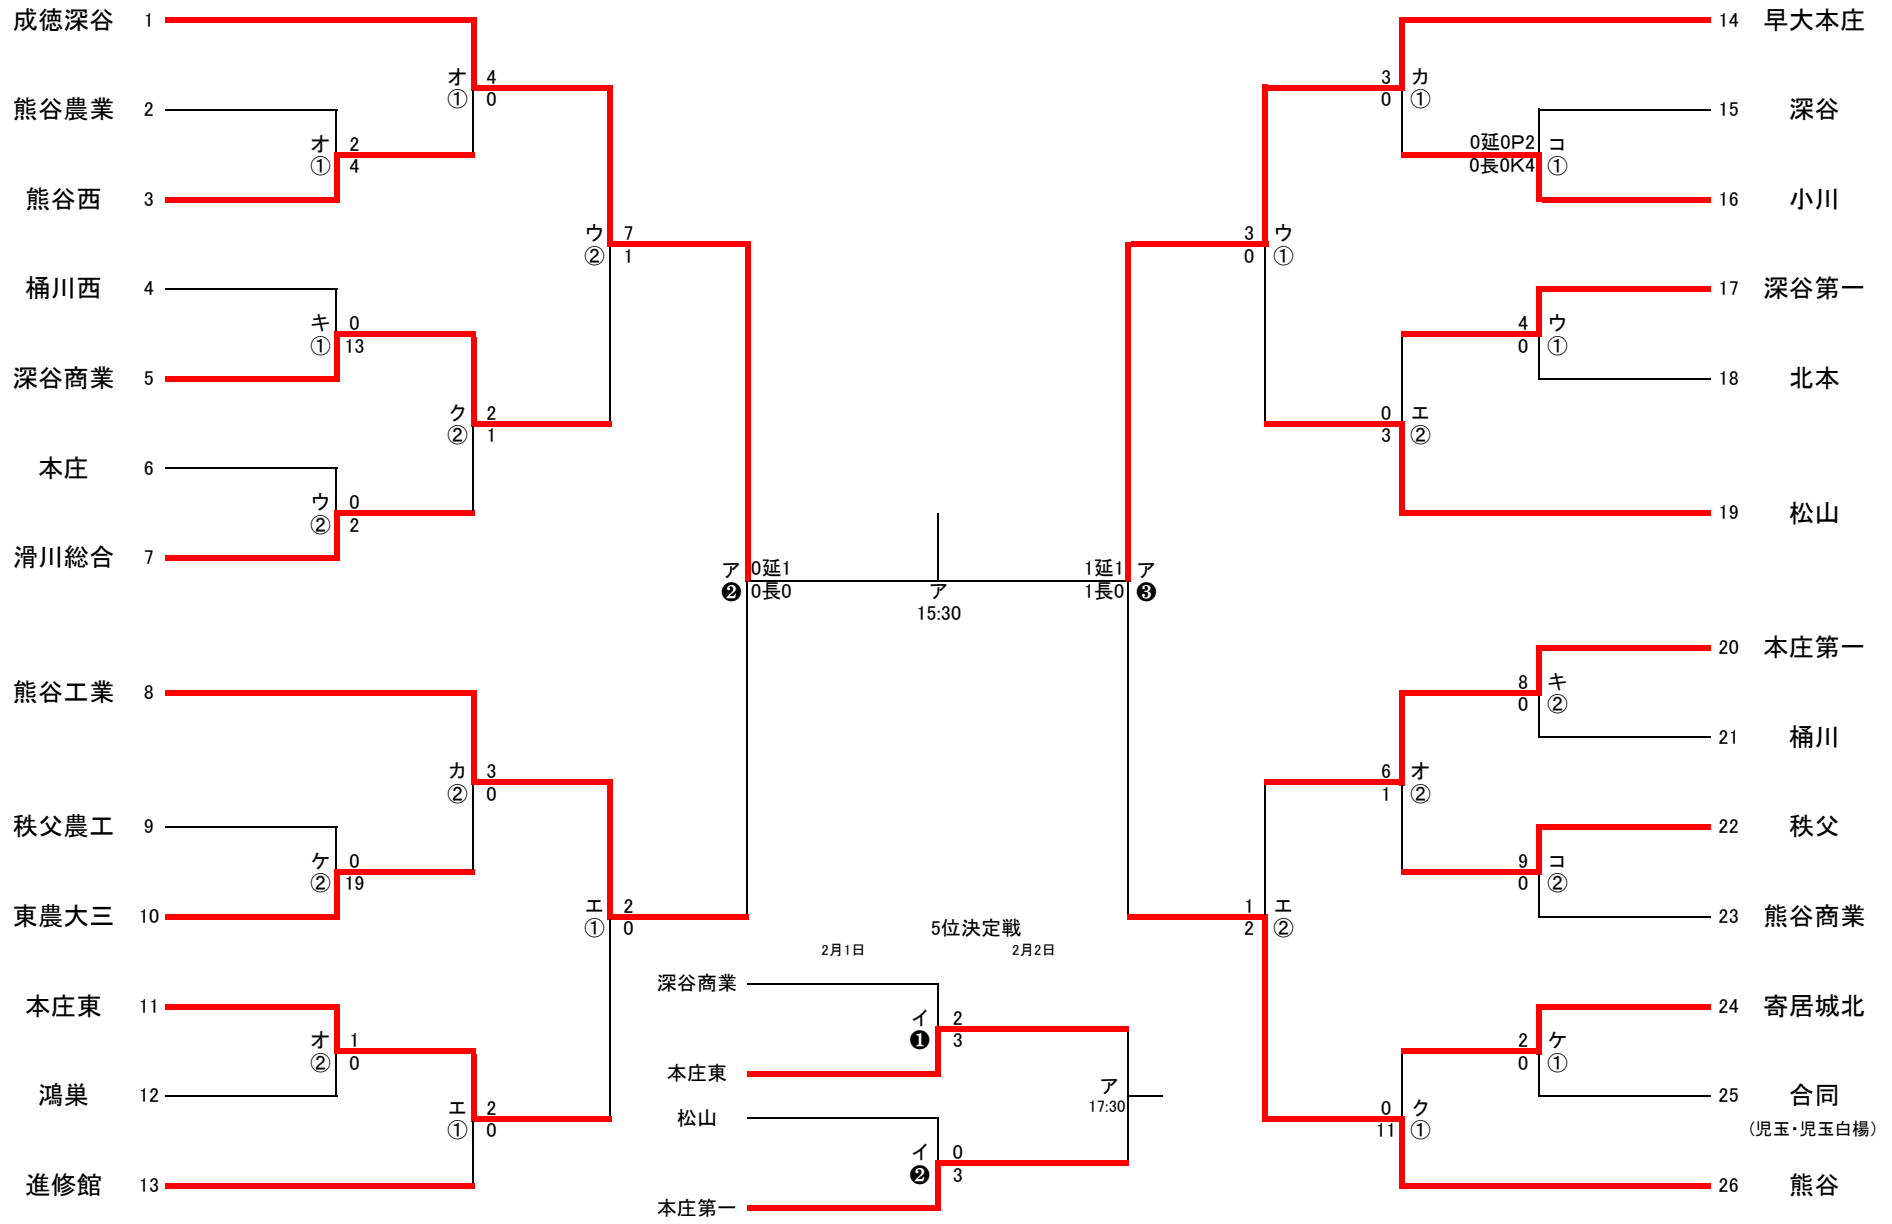 成徳深谷 1
オ ① 4 0
熊谷農業 2
オ ① 2 4
熊谷西 3
ウ ② 7 1
桶川西 4
キ ① 0 13
深谷商業 5
ク ② 2 1
本庄 6
ウ ② 0 2
滑川総合 7
ア ❷ 0延1 0長0
熊谷工業 8
カ ② 3 0
秩父農工 9
ケ ② 0 19
東農大三 10
エ ① 2 0
本庄東 11
オ ② 1 0
鴻巣 12
エ ① 2 0
進修館 13
ア
15:30
5位決定戦
2月1日 2月2日
深谷商業
イ ❶ 2 3
本庄東
ア
17:30
松山
イ ❷ 0 3
本庄第一
14 早大本庄
3 0 カ ①
15 深谷
0延0P2 0長0K4 コ ①
16 小川
3 0 ウ ①
17 深谷第一
4 0 ウ ①
18 北本
0 3 エ ②
19 松山
1延1 1長0 ア ❸
20 本庄第一
8 0 キ ②
21 桶川
6 1 オ ②
22 秩父
9 0 コ ②
23 熊谷商業
1 2 エ ②
24 寄居城北
2 0 ケ ①
25 合同
(児玉・児玉白楊)
0 11 ク ①
26 熊谷